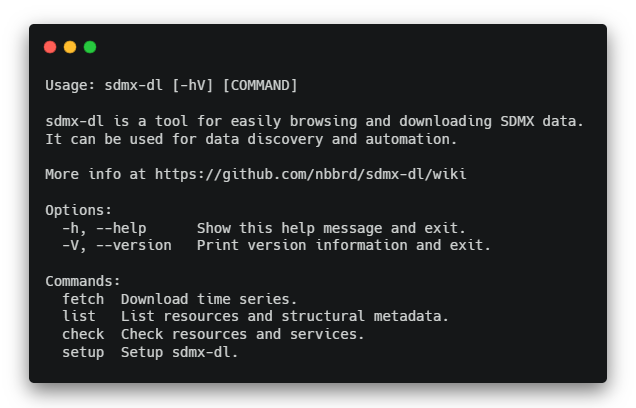 Usage: sdmx-dl [-hV] [COMMAND]
sdmx-dl is a tool for easily browsing and downloading SDMX data.
It can be used for data discovery and automation.
More info at https://github.com/nbbrd/sdmx-dl/wiki
Options:
-h, --help      Show this help message and exit.
-V, --version   Print version information and exit.
Commands:
fetch  Download time series.
list   List resources and structural metadata.
check  Check resources and services.
setup  Setup sdmx-dl.